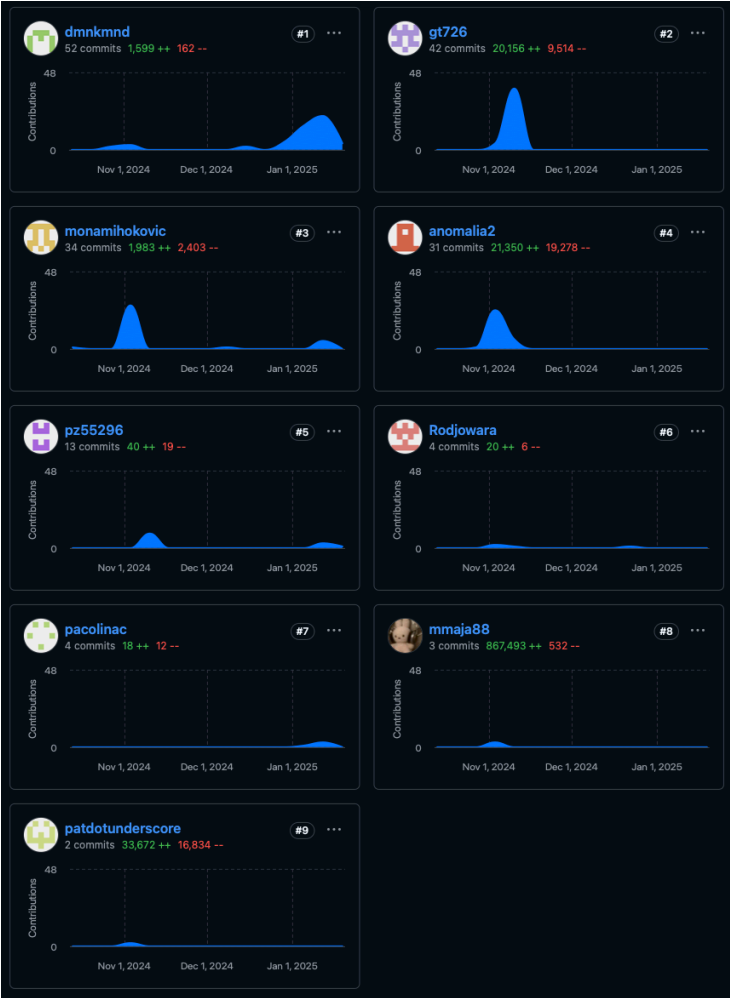 dmnkmnd
#1
52 commits 1,599 ++ 162 --
48
Contributions
0
Nov 1, 2024 Dec 1, 2024 Jan 1, 2025
gt726
#2
42 commits 20,156 ++ 9,514 --
48
Contributions
0
Nov 1, 2024 Dec 1, 2024 Jan 1, 2025
monamihokovic
#3
34 commits 1,983 ++ 2,403 --
48
Contributions
0
Nov 1, 2024 Dec 1, 2024 Jan 1, 2025
anomalia2
#4
31 commits 21,350 ++ 19,278 --
48
Contributions
0
Nov 1, 2024 Dec 1, 2024 Jan 1, 2025
pz55296
#5
13 commits 40 ++ 19 --
48
Contributions
0
Nov 1, 2024 Dec 1, 2024 Jan 1, 2025
Rodjowara
#6
4 commits 20 ++ 6 --
48
Contributions
0
Nov 1, 2024 Dec 1, 2024 Jan 1, 2025
pacolinac
#7
4 commits 18 ++ 12 --
48
Contributions
0
Nov 1, 2024 Dec 1, 2024 Jan 1, 2025
mmaja88
#8
3 commits 867,493 ++ 532 --
48
Contributions
0
Nov 1, 2024 Dec 1, 2024 Jan 1, 2025
patdotunderscore
#9
2 commits 33,672 ++ 16,834 --
48
Contributions
0
Nov 1, 2024 Dec 1, 2024 Jan 1, 2025